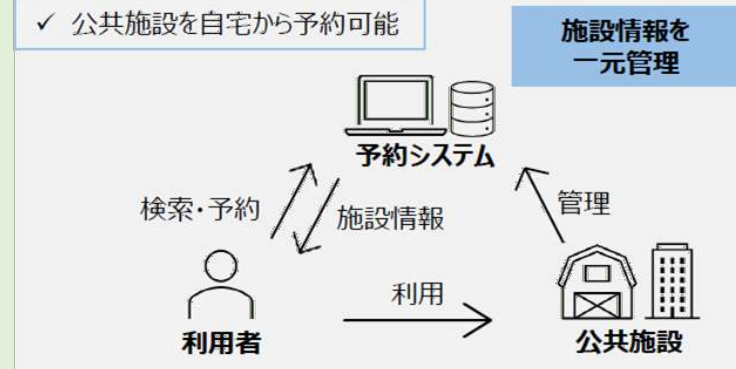 ✓ 公共施設を自宅から予約可能
施設情報を
一元管理
予約システム
検索・予約
施設情報
管理
利用
利用者
公共施設